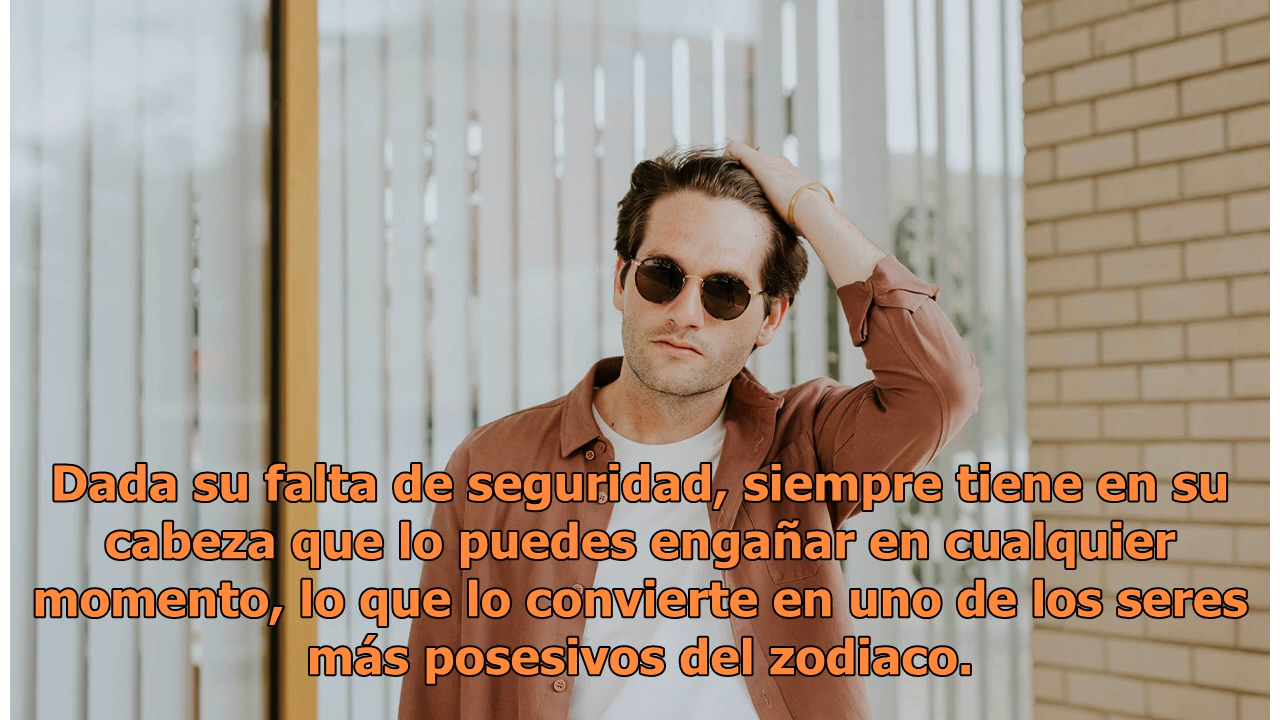 Dada su falta de seguridad, siempre tiene en su
cabeza que lo puedes engañar en cualquier
momento, lo que lo convierte en uno de los seres
más posesivos del zodiaco.